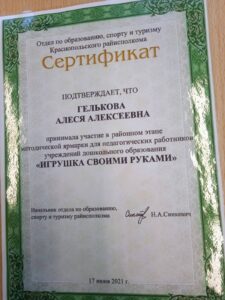 Отдел по образованию, спорту и туризму
Краснопольского райисполкома
Сертификат
ПОДТВЕРЖДАЕТ, ЧТО
ГЕЛЬКОВА
АЛЕСЯ АЛЕКСЕЕВНА
принимала участие в районном этапе
методической ярмарки для педагогических работников
учреждений дошкольного образования
«ИГРУШКА СВОИМИ РУКАМИ»
Начальник отдела по образованию,
спорту и туризму райисполкома
Н.А.Синкевич
17 июня 2021 г.